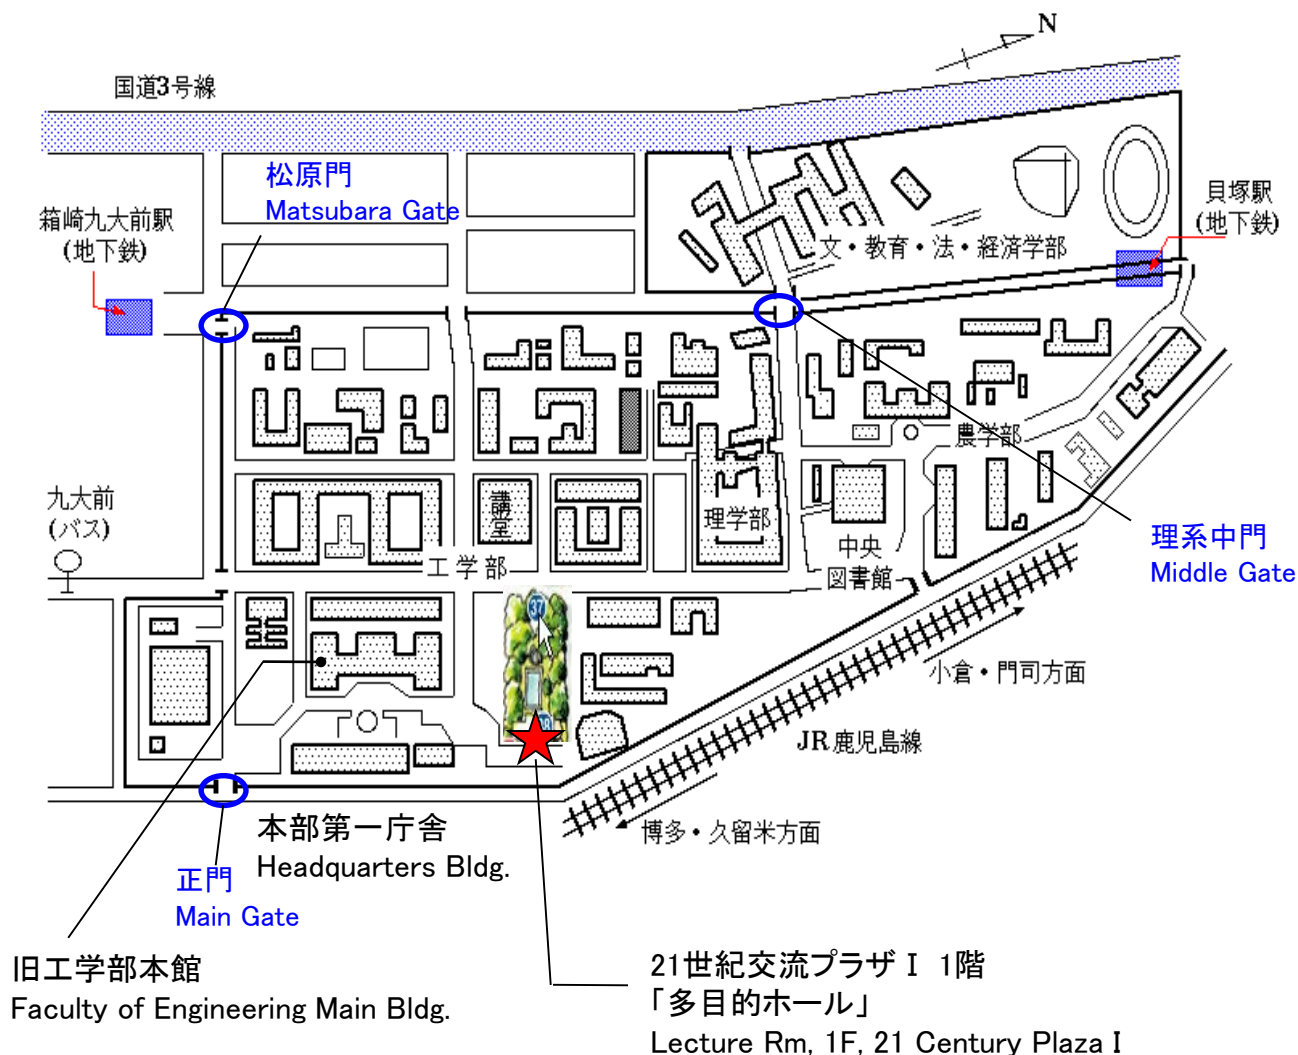 N
国道3号線
松原門
Matsubara Gate
箱崎九大前駅
(地下鉄)
貝塚駅
(地下鉄)
文・教育・法・経済学部
農学部
九大前
(バス)
講堂
理学部
中央
図書館
理系中門
Middle Gate
工学部
37
小倉・門司方面
JR鹿児島線
博多・久留米方面
本部第一庁舎
Headquarters Bldg.
正門
Main Gate
旧工学部本館
Faculty of Engineering Main Bldg.
21世紀交流プラザⅠ 1階
「多目的ホール」
Lecture Rm, 1F, 21 Century Plaza I